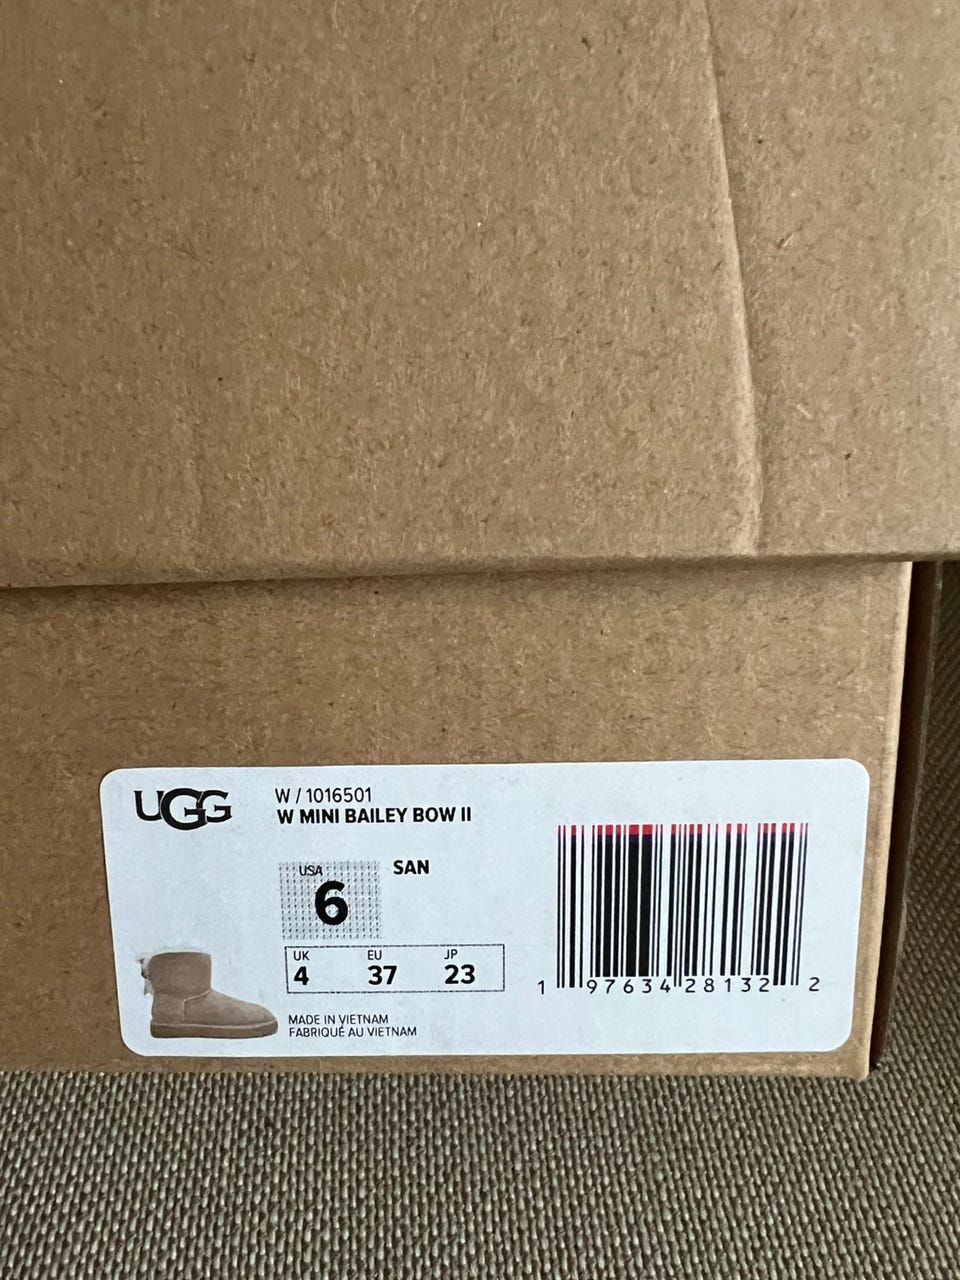 UGG
W / 1016501
W MINI BAILEY BOW II
USA
6
SAN
UK EU JP
4 37 23
MADE IN VIETNAM
FABRIQUÉ AU VIETNAM
1 97634 28132 2